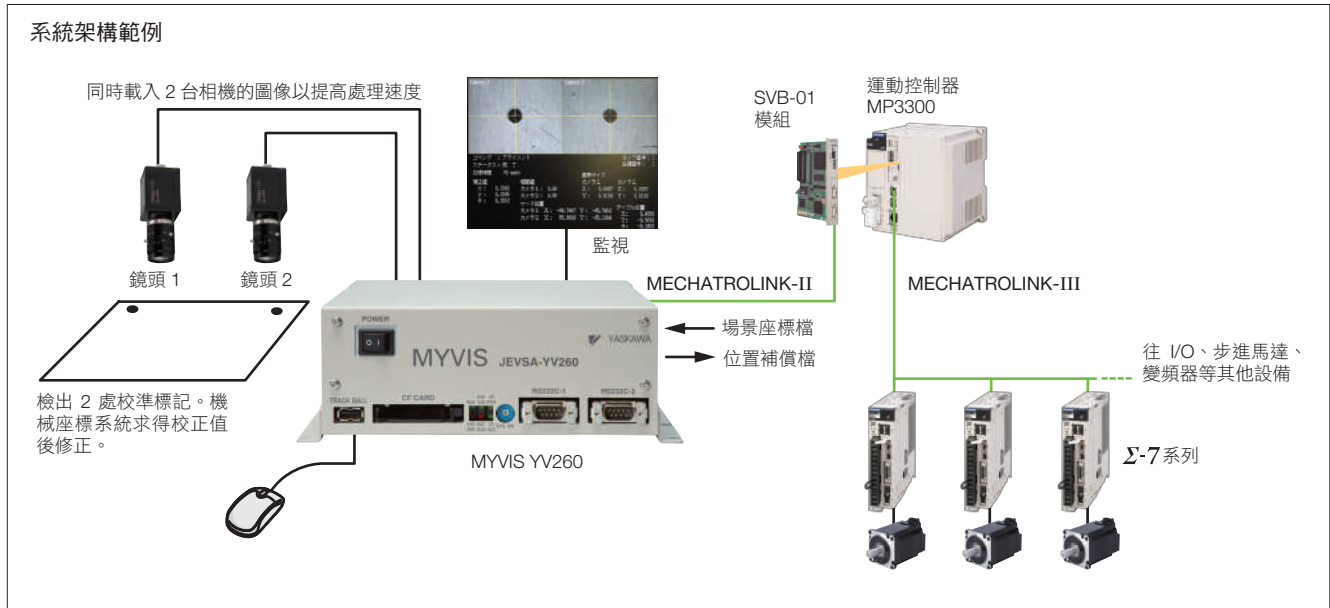 系統架構範例
同時載入 2 台相機的圖像以提高處理速度
鏡頭 1
鏡頭 2
監視
SVB-01
模組
運動控制器
MP3300
MECHATROLINK-II
MECHATROLINK-III
場景座標檔
位置補償檔
往 I/O、步進馬達、
變頻器等其他設備
檢出 2 處校準標記。機
械座標系統求得校正值
後修正。
POWER
MYVIS JEVSA-YV260
YASKAWA
TRACK BALL
CF CARD
RS232C-1
RS232C-2
MYVIS YV260
Σ-7系列